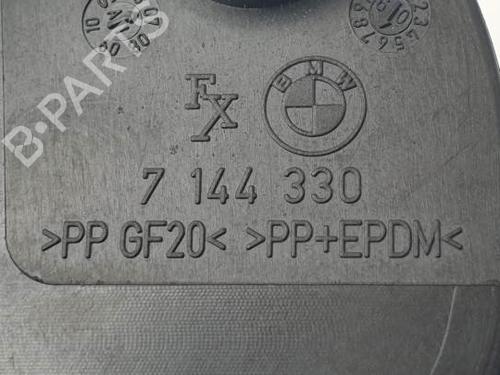 B-PARTS
BMW
FX
7 144 330
>PP GF20< >PP+EPDM<